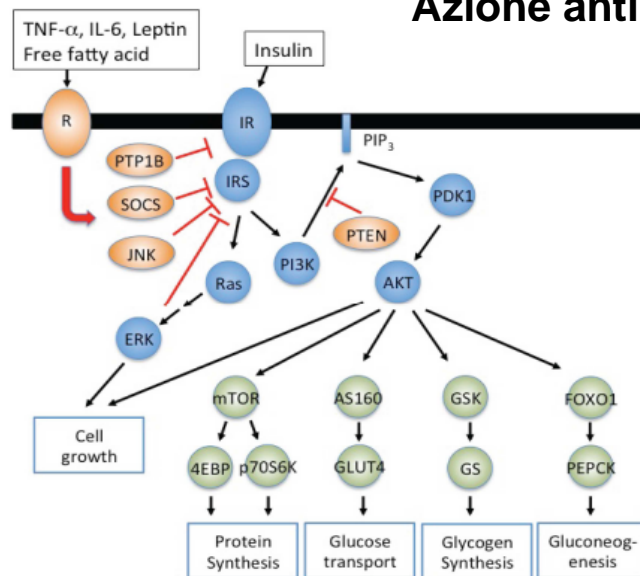 Azione anti
TNF-α, IL-6, Leptin
Free fatty acid
Insulin
R
IR
PIP3
PTP1B
IRS
SOCS
PDK1
JNK
PTEN
PI3K
Ras
AKT
ERK
mTOR
AS160
GSK
FOXO1
Cell
growth
4EBP
p70S6K
GLUT4
GS
PEPCK
Protein
Synthesis
Glucose
transport
Glycogen
Synthesis
Gluconeog-
enesis